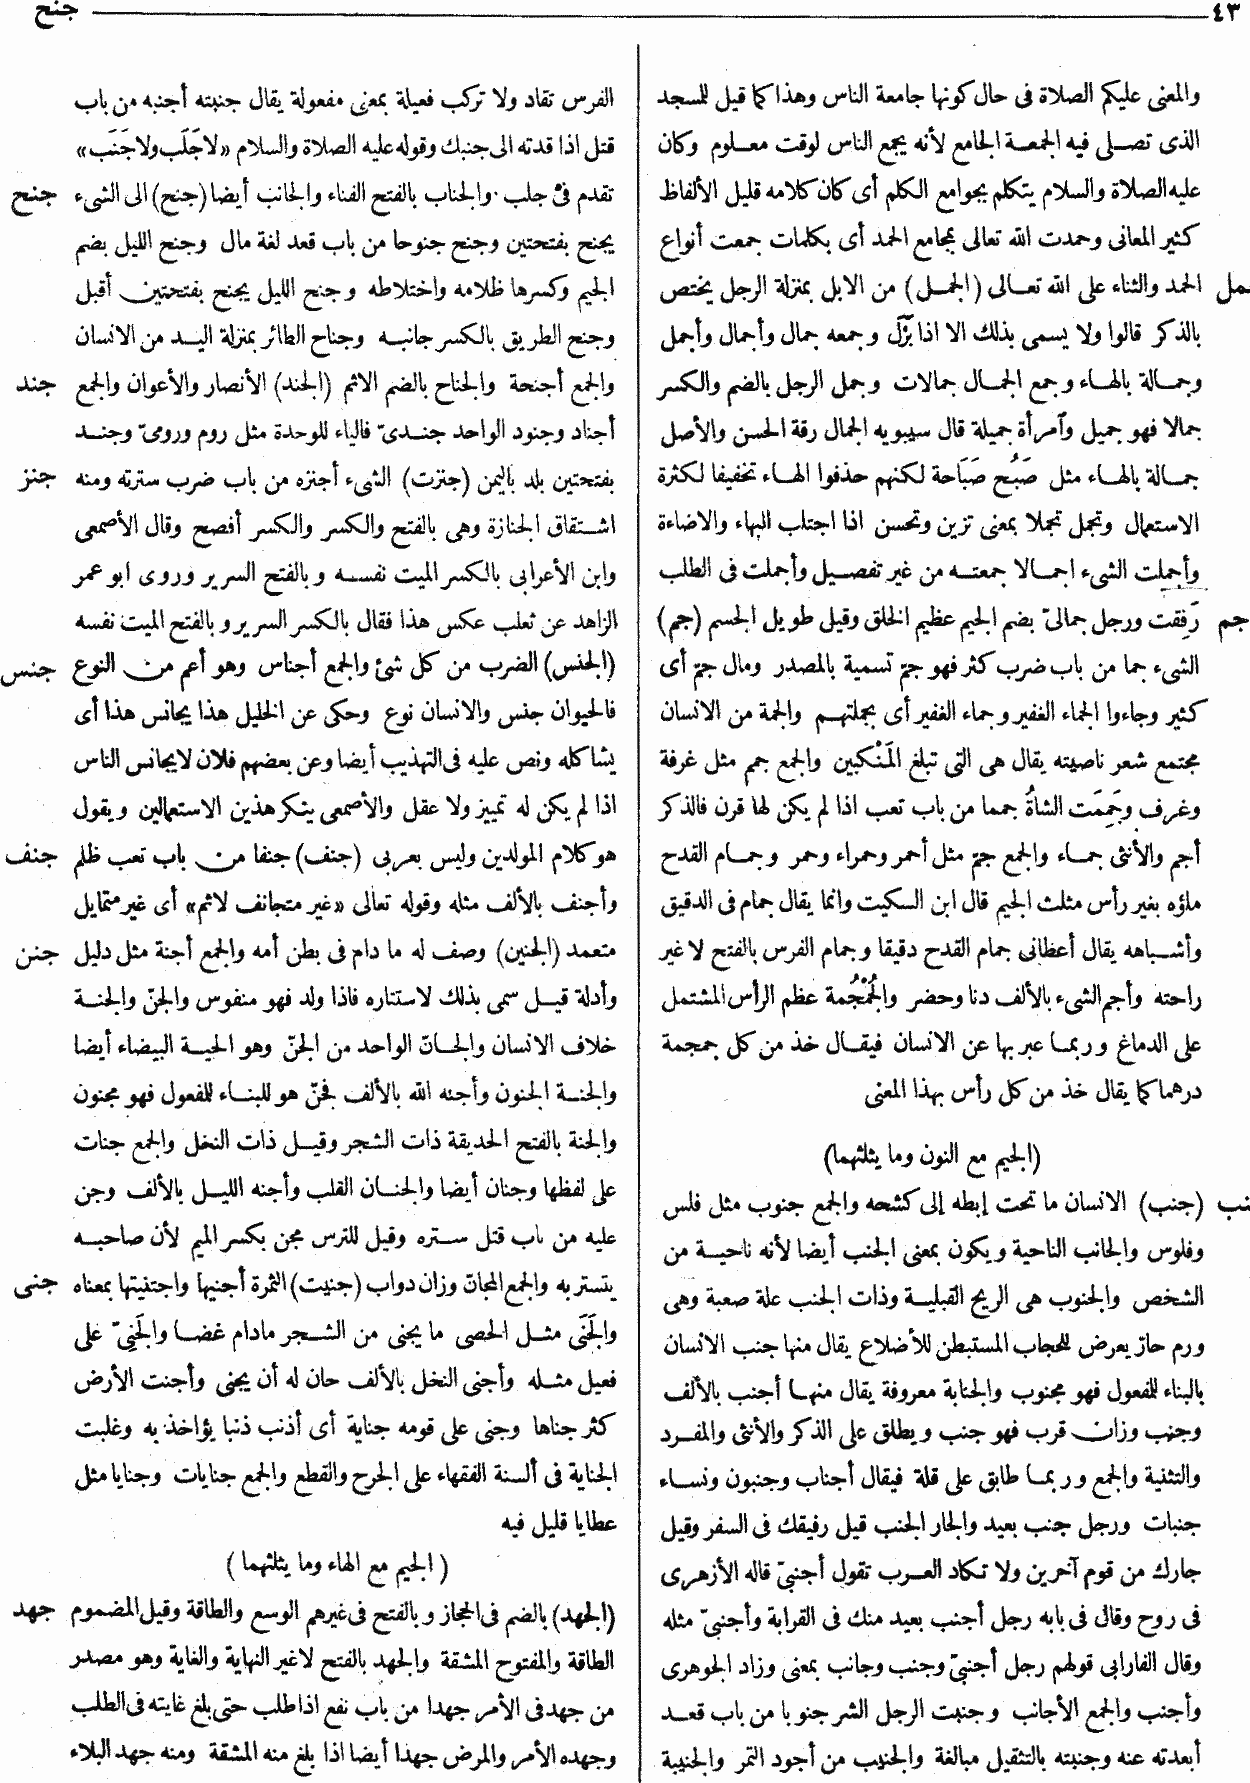 ٤٣ جنح
والمعنى عليكم الصلاة فى حال كونها جامعة الناس وهذا كما قيل للمسجد
الذى تصلى فيه الجمعة الجامع لأنه يجمع الناس لوقت معلوم وكان
عليه الصلاة والسلام يتكلم بجوامع الكلم أى كان كلامه قليل الألفاظ
كثير المعانى وحمدت الله تعالى بمجامع الحمد أى بكلمات جمعت أنواع
مل الحمد والثناء على الله تعالى (الجمل) من الابل بمنزلة الرجل يختص
بالذكر قالوا ولا يسمى بذلك الا اذا بَزَّل وجمعه جمال وأجمال وأجمل
وجمالة بالهاء وجمع الجمال جمالات وجمل الرجل بالضم والكسر
جمالا فهو جميل وٱمرأة جميلة قال سيبويه الجمال رقة الحسن والأصل
جمالة بالهاء مثل صَبُح صَبَاحة لكنهم حذفوا الهاء تخفيفا لكثرة
الاستعمال وتجمل تجملا بمعنى تزين وتحسن اذا اجتلب البهاء والاضاءة
وأجملت الشىء اجمالا جمعته من غير تفصيل وأجملت فى الطلب
جم رَفِقت ورجل جمالىّ بضم الجيم عظيم الخلق وقيل طويل الجسم (جم)
الشىء جما من باب ضرب كثر فهو جمّ تسمية بالمصدر ومال جمّ أى
كثير وجاءوا الجماء الغفير وجماء الغفير أى بجملتهم والجمة من الانسان
مجتمع شعر ناصيته يقال هى التى تبلغ المَنْكبين والجمع جمم مثل غرفة
وغرف وجَمِمَت الشاةُ جمما من باب تعب اذا لم يكن لها قرن فالذكر
أجم والأنثى جماء والجمع جمّ مثل أحمر وحمراء وحمر وجمام القدح
ماؤه بغير رأس مثلث الجيم قال ابن السكيت وانما يقال جمام فى الدقيق
وأشباهه يقال أعطانى جمام القدح دقيقا وجمام الفرس بالفتح لا غير
راحته وأجم الشىء بالألف دنا وحضر والجُمْجُمة عظم الرأس المشتمل
على الدماغ وربما عبر بها عن الانسان فيقال خذ من كل جمجمة
درهما كما يقال خذ من كل رأس بهذا المعنى
(الجيم مع النون وما يثلثهما)
نب (جنب) الانسان ما تحت إبطه إلى كشحه والجمع جنوب مثل فلس
وفلوس والجانب الناحية ويكون بمعنى الجنب أيضا لأنه ناحية من
الشخص والجنوب هى الريح القبلية وذات الجنب علة صعبة وهى
ورم حارّ يعرض للحجاب المستبطن للأضلاع يقال منها جنب الانسان
بالبناء للمفعول فهو مجنوب والجنابة معروفة يقال منها أجنب بالألف
وجنب وزان قرب فهو جنب ويطلق على الذكر والأنثى والمفرد
والتثنية والجمع وربما طابق على قلة فيقال أجناب وجنبون ونساء
جنبات ورجل جنب بعيد والجار الجنب قيل رفيقك فى السفر وقيل
جارك من قوم آخرين ولا تكاد العرب تقول أجنبىّ قاله الأزهرى
فى روح وقال فى بابه رجل أجنب بعيد منك فى القرابة وأجنبىّ مثله
وقال الفارابى قولهم رجل أجنبىّ وجنب وجانب بمعنى وزاد الجوهرى
وأجنب والجمع الأجانب وجنبت الرجل الشر جنوبا من باب قعد
أبعدته عنه وجنبته بالتثقيل مبالغة والجنيب من أجود التمر والجنيبة
الفرس تقاد ولا تركب فعيلة بمعنى مفعولة يقال جنبته أجنبه من باب
قتل اذا قدته الى جنبك وقوله عليه الصلاة والسلام «لا جَلَب ولا جَنَب»
تقدم فى جلب والجناب بالفتح الفناء والجانب أيضا (جنح) الى الشىء جنح
يجنح بفتحتين وجنح جنوحا من باب قعد لغة مال وجنح الليل بضم
الجيم وكسرها ظلامه واختلاطه وجنح الليل يجنح بفتحتين أقبل
وجنح الطريق بالكسر جانبه وجناح الطائر بمنزلة اليد من الانسان
والجمع أجنحة والجناح بالضم الاثم (الجند) الأنصار والأعوان والجمع جند
أجناد وجنود الواحد جندىّ فالياء للوحدة مثل روم ورومىّ وجند
بفتحتين بلد باليمن (جنزت) الشىء أجنزه من باب ضرب سترته ومنه جنز
اشتقاق الجنازة وهى بالفتح والكسر والكسر أفصح وقال الأصمعى
وابن الأعرابى بالكسر الميت نفسه وبالفتح السرير وروى ابو عمر
الزاهد عن ثعلب عكس هذا فقال بالكسر السرير وبالفتح الميت نفسه
(الجنس) الضرب من كل شئ والجمع أجناس وهو أعم من النوع جنس
فالحيوان جنس والانسان نوع وحكى عن الخليل هذا يجانس هذا أى
يشاكله ونص عليه فى التهذيب أيضا وعن بعضهم فلان لا يجانس الناس
اذا لم يكن له تمييز ولا عقل والأصمعى ينكر هذين الاستعمالين ويقول
هو كلام المولدين وليس بعربى (جنف) جنفا من باب تعب ظلم جنف
وأجنف بالألف مثله وقوله تعالى «غير متجانف لاثم» أى غير متمايل
متعمد (الجنين) وصف له ما دام فى بطن أمه والجمع أجنة مثل دليل جنن
وأدلة قيل سمى بذلك لاستتاره فاذا ولد فهو منفوس والجنّ والجنة
خلاف الانسان والجانّ الواحد من الجنّ وهو الحية البيضاء أيضا
والجنة الجنون وأجنه الله بالألف فجنّ هو للبناء للمفعول فهو مجنون
والجنة بالفتح الحديقة ذات الشجر وقيل ذات النخل والجمع جنات
على لفظها وجنان أيضا والجنان القلب وأجنه الليل بالألف وجن
عليه من باب قتل ستره وقيل للترس مجن بكسر الميم لأن صاحبه
يتستر به والجمع المجانّ وزان دواب (جنيت) الثمرة أجنيها واجتنيتها بمعناه جنى
والجَنَى مثل الحصى ما يجنى من الشجر مادام غضا والجَنِىّ على
فعيل مثله وأجنى النخل بالألف حان له أن يجنى وأجنت الأرض
كثر جناها وجنى على قومه جناية أى أذنب ذنبا يؤاخذ به وغلبت
الجناية فى ألسنة الفقهاء على الجرح والقطع والجمع جنايات وجنايا مثل
عطايا قليل فيه
(الجيم مع الهاء وما يثلثهما)
(الجهد) بالضم فى الحجاز وبالفتح فى غيرهم الوسع والطاقة وقيل المضموم جهد
الطاقة والمفتوح المشقة والجهد بالفتح لا غير النهاية والغاية وهو مصدر
من جهد فى الأمر جهدا من باب نفع اذا طلب حتى بلغ غايته فى الطلب
وجهده الأمر والمرض جهدا أيضا اذا بلغ منه المشقة ومنه جهد البلاء